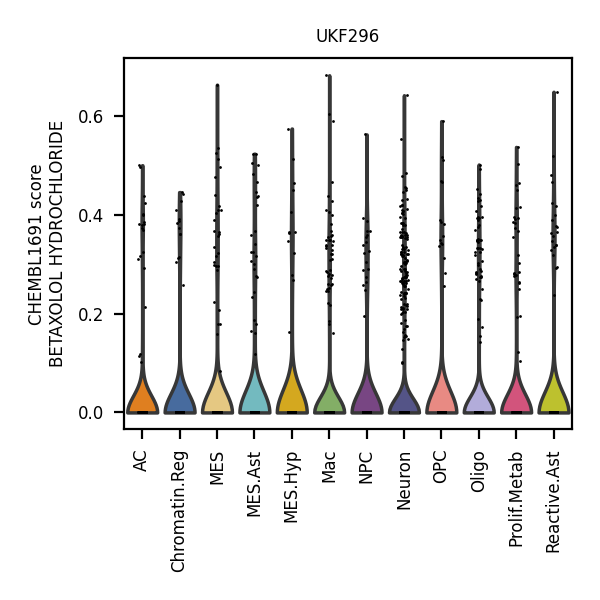 UKF296
CHEMBL1691 score
BETAXOLOL HYDROCHLORIDE
0.6
0.4
0.2
0.0
AC
Chromatin.Reg
MES
MES.Ast
MES.Hyp
Mac
NPC
Neuron
OPC
Oligo
Prolif.Metab
Reactive.Ast